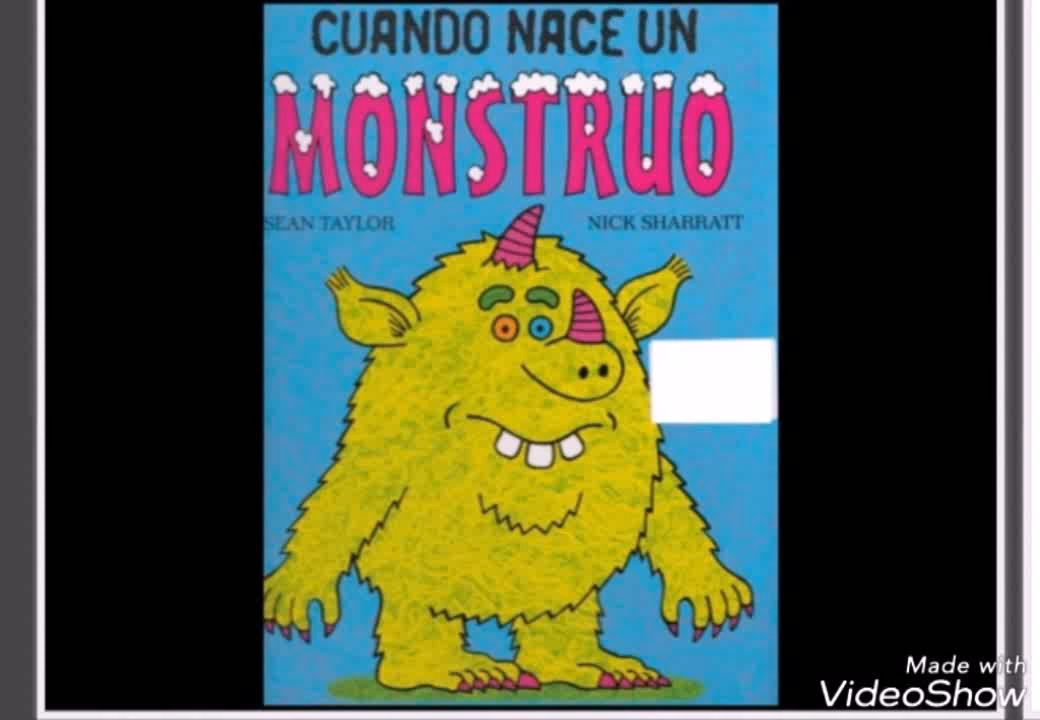 CUANDO NACE UN
MONSTRUO
SEAN TAYLOR
NICK SHARRATT
Made with
VideoShow